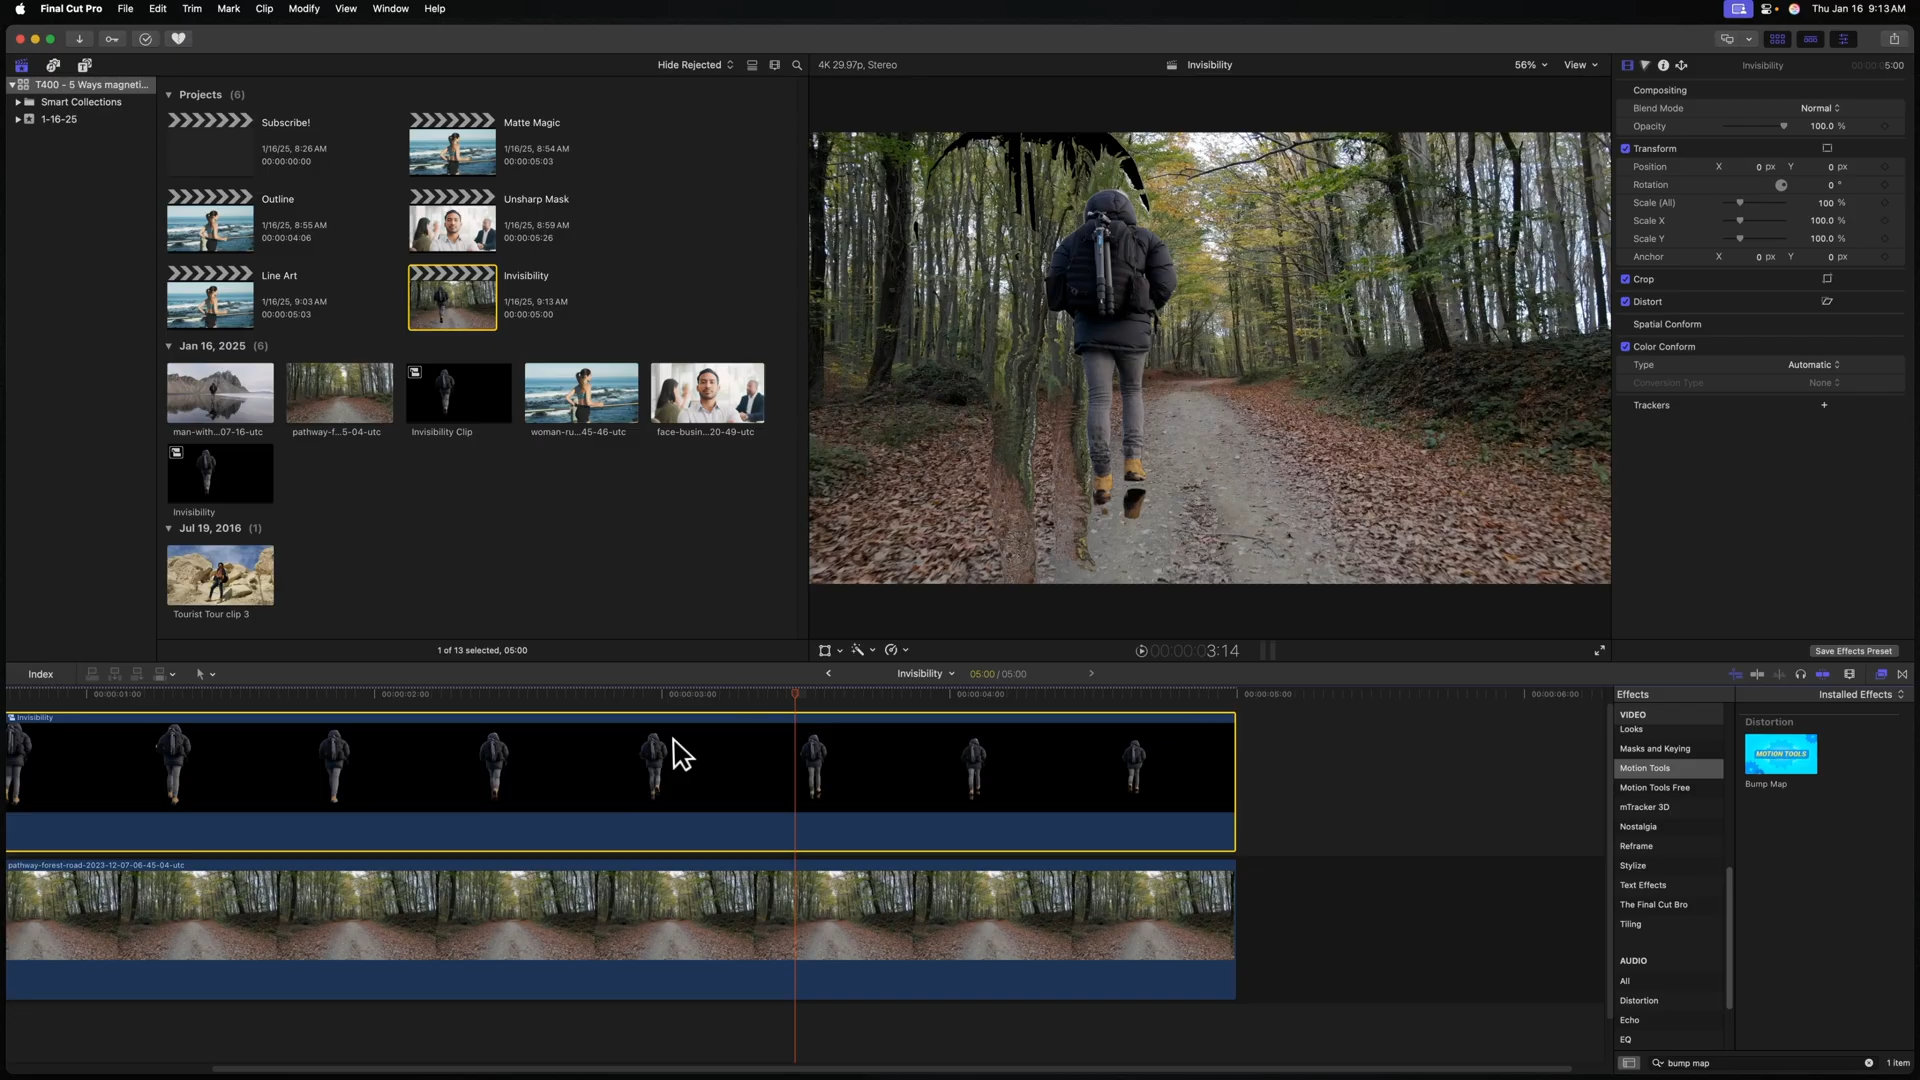 Final Cut Pro File Edit Trim Mark Clip Modify View Window Help Thu Jan 16 9:13 AM
Hide Rejected 4K 29.97p, Stereo Invisibility 56% View Invisibility 00:00:05:00
T400 - 5 Ways magneti...
Smart Collections
1-16-25
Projects (6)
Subscribe!
1/16/25, 8:26 AM
00:00:00:00
Matte Magic
1/16/25, 8:54 AM
00:00:05:03
Outline
1/16/25, 8:55 AM
00:00:04:06
Unsharp Mask
1/16/25, 8:59 AM
00:00:05:26
Line Art
1/16/25, 9:03 AM
00:00:05:03
Invisibility
1/16/25, 9:13 AM
00:00:05:00
Jan 16, 2025 (6)
man-with...07-16-utc
pathway-f...5-04-utc
Invisibility Clip
woman-ru...45-46-utc
face-busin...20-49-utc
Invisibility
Jul 19, 2016 (1)
Tourist Tour clip 3
1 of 13 selected, 05:00
00:00:03:14
Compositing
Blend Mode Normal
Opacity 100.0 %
Transform
Position X 0 px Y 0 px
Rotation 0 °
Scale (All) 100 %
Scale X 100.0 %
Scale Y 100.0 %
Anchor X 0 px Y 0 px
Crop
Distort
Spatial Conform
Color Conform
Type Automatic
Conversion Type None
Trackers +
Save Effects Preset
Index Invisibility 05:00 / 05:00
00:00:01:00 00:00:02:00 00:00:03:00 00:00:04:00 00:00:05:00 00:00:06:00
Invisibility
pathway-forest-road-2023-12-07-06-45-04-utc
Effects Installed Effects
VIDEO
Looks
Masks and Keying
Motion Tools
Motion Tools Free
mTracker 3D
Nostalgia
Reframe
Stylize
Text Effects
The Final Cut Bro
Tiling
AUDIO
All
Distortion
Echo
EQ
Distortion
MOTION TOOLS
Bump Map
bump map 1 item